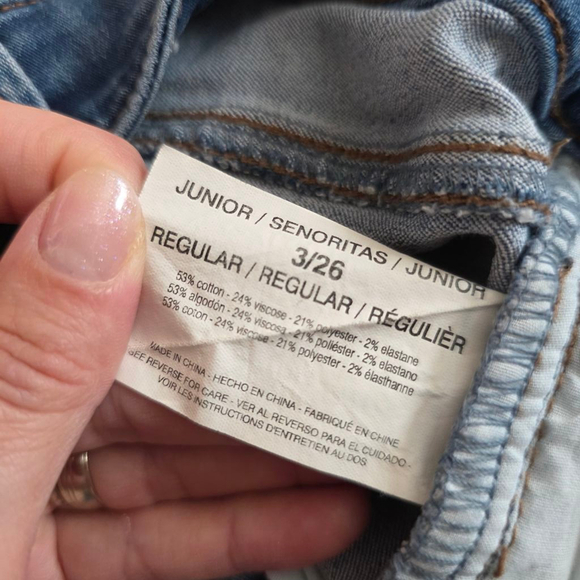 JUNIOR / SENORITAS / JUNIOR
3/26
REGULAR / REGULAR / RÉGULIÈR
53% cotton - 24% viscose - 21% polyester - 2% elastane
53% algodón - 24% viscosa - 21% poliéster - 2% elastano
53% coton - 24% viscose - 21% polyester - 2% élasthanne
MADE IN CHINA - HECHO EN CHINA - FABRIQUÉ EN CHINE
SEE REVERSE FOR CARE - VER AL REVERSO PARA EL CUIDADO -
VOIR LES INSTRUCTIONS D'ENTRETIEN AU DOS